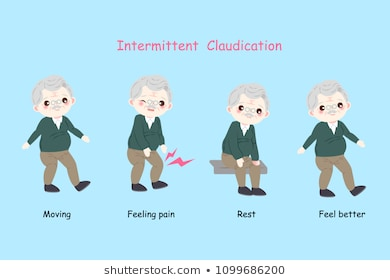 Intermittent Claudication
Moving
Feeling pain
Rest
Feel better
shutterstock.com • 1099686200